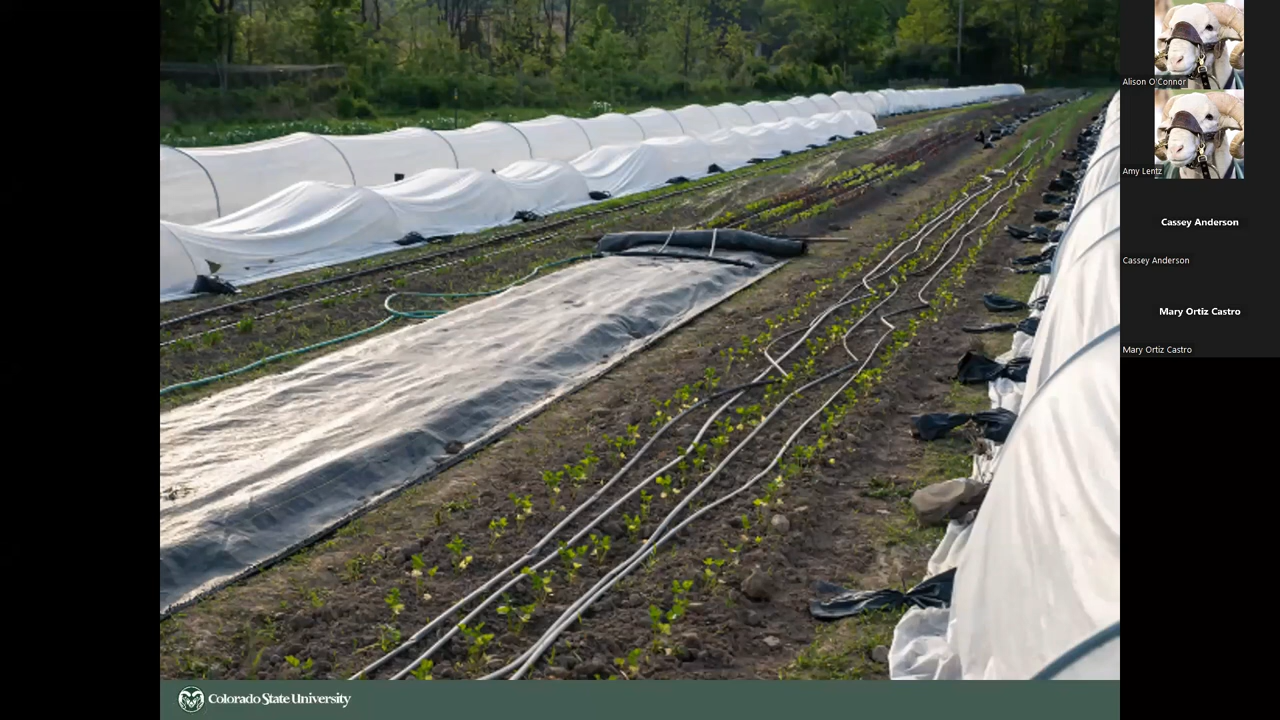 Alison O'Connor
Amy Lentz
Cassey Anderson
Cassey Anderson
Mary Ortiz Castro
Mary Ortiz Castro
Colorado State University